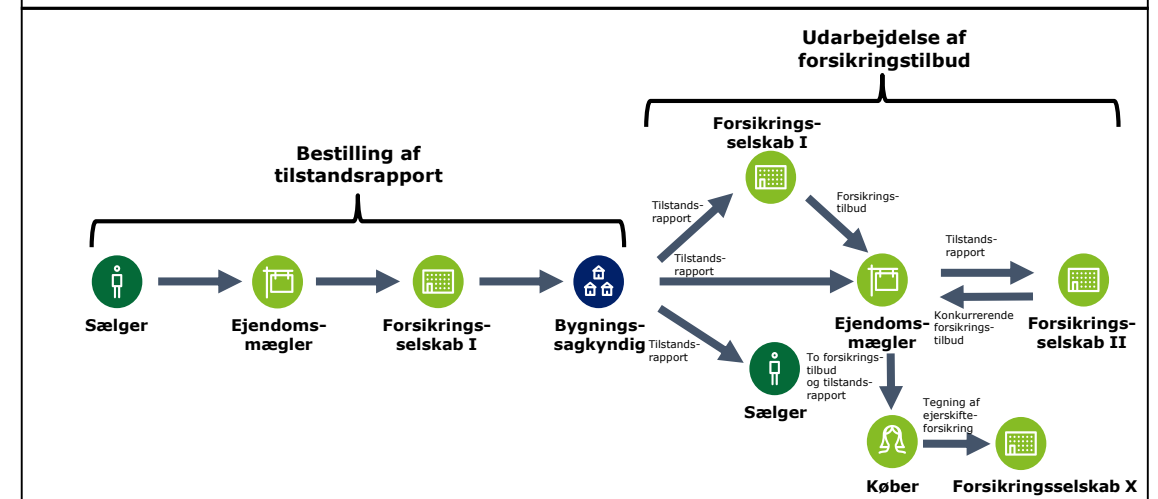 Udarbejdelse af
forsikringstilbud
Bestilling af
tilstandsrapport
Sælger
Ejendoms-
mægler
Forsikrings-
selskab I
Bygnings-
sagkyndig
Tilstands-
rapport
Forsikrings-
selskab I
Forsikrings-
tilbud
Tilstands-
rapport
Tilstands-
rapport
Sælger
Ejendoms-
mægler
Tilstands-
rapport
Konkurrerende
forsikrings-
tilbud
Forsikrings-
selskab II
To forsikrings-
tilbud
og tilstands-
rapport
Køber
Tegning af
ejerskifte-
forsikring
Forsikringsselskab X